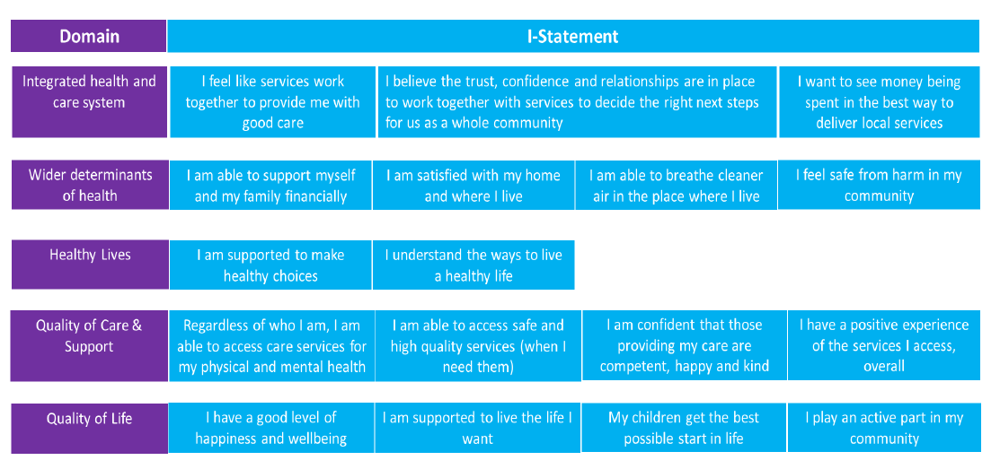 Domain
I-Statement
Integrated health and
care system
I feel like services work
together to provide me with
good care
I believe the trust, confidence and relationships are in place
to work together with services to decide the right next steps
for us as a whole community
I want to see money being
spent in the best way to
deliver local services
Wider determinants
of health
I am able to support myself
and my family financially
I am satisfied with my home
and where I live
I am able to breathe cleaner
air in the place where I live
I feel safe from harm in my
community
Healthy Lives
I am supported to make
healthy choices
I understand the ways to live
a healthy life
Quality of Care &
Support
Regardless of who I am, I am
able to access care services for
my physical and mental health
I am able to access safe and
high quality services (when I
need them)
I am confident that those
providing my care are
competent, happy and kind
I have a positive experience
of the services I access,
overall
Quality of Life
I have a good level of
happiness and wellbeing
I am supported to live the life I
want
My children get the best
possible start in life
I play an active part in my
community